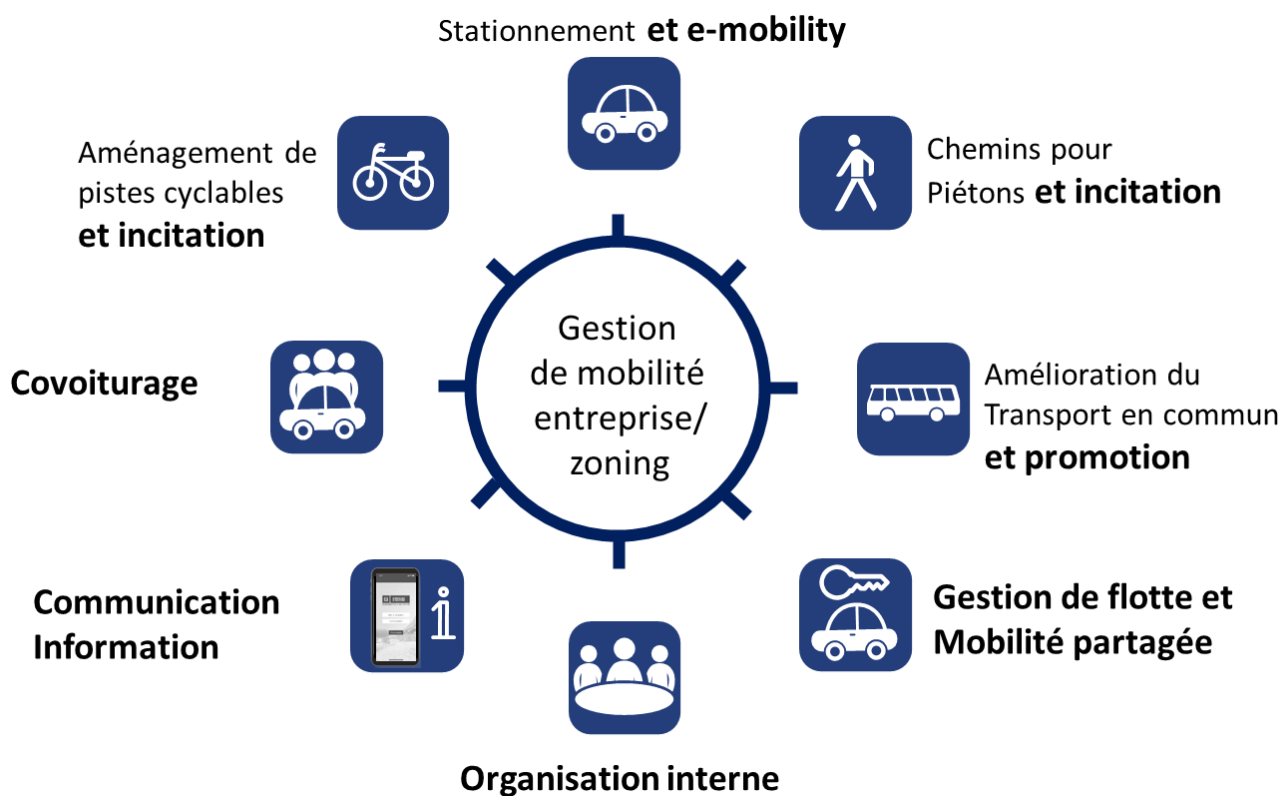 Stationnement et e-mobility
Aménagement de
pistes cyclables
et incitation
Chemins pour
Piétons et incitation
Covoiturage
Gestion
de mobilité
entreprise/
zoning
Amélioration du
Transport en commun
et promotion
Communication
Information
Gestion de flotte et
Mobilité partagée
Organisation interne